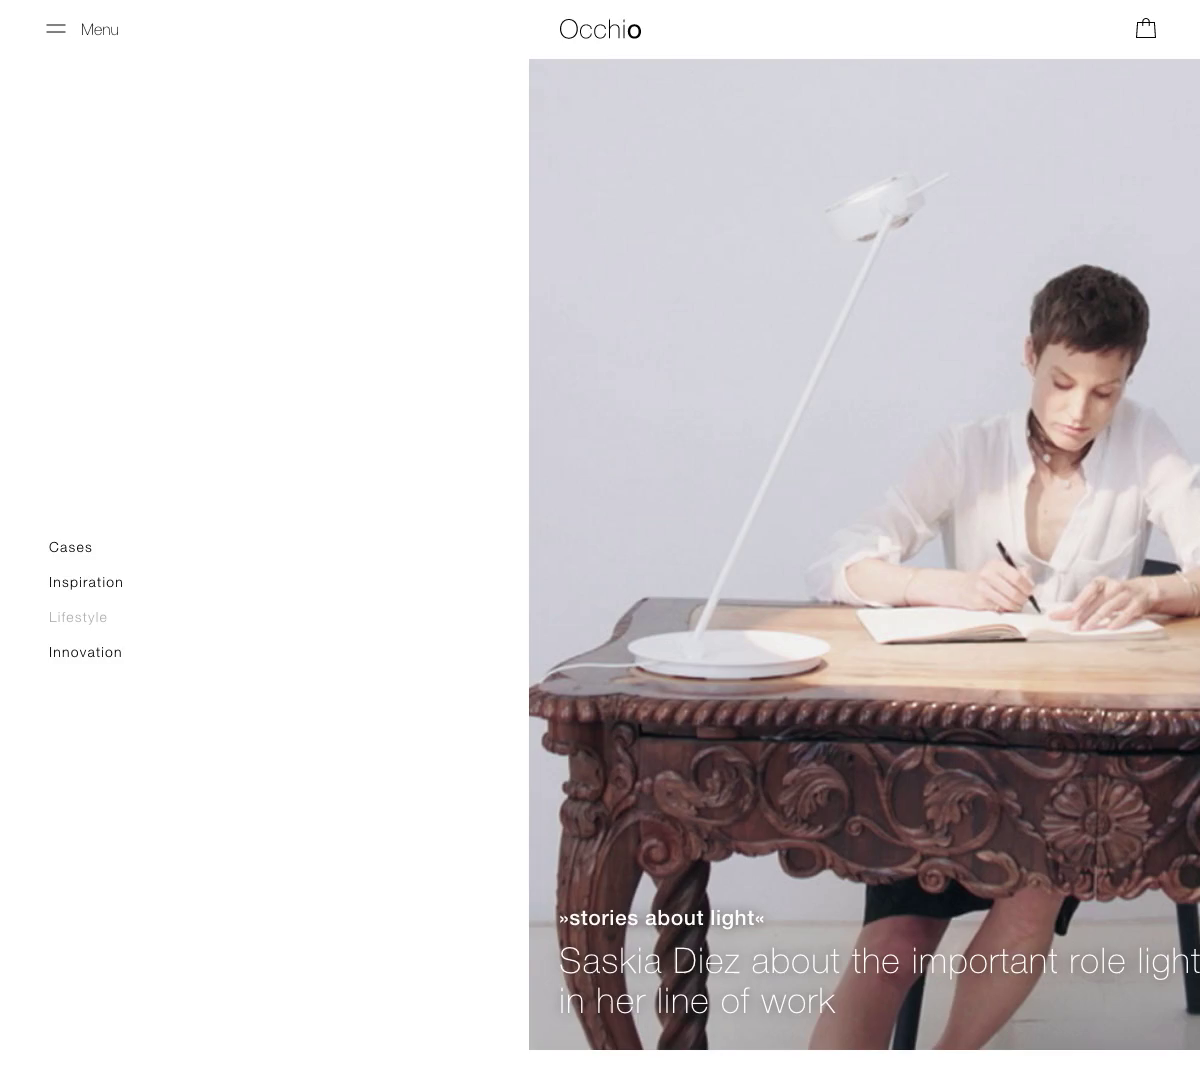 Menu
Occhio
Cases
Inspiration
Lifestyle
Innovation
»stories about light«
Saskia Diez about the important role light
in her line of work